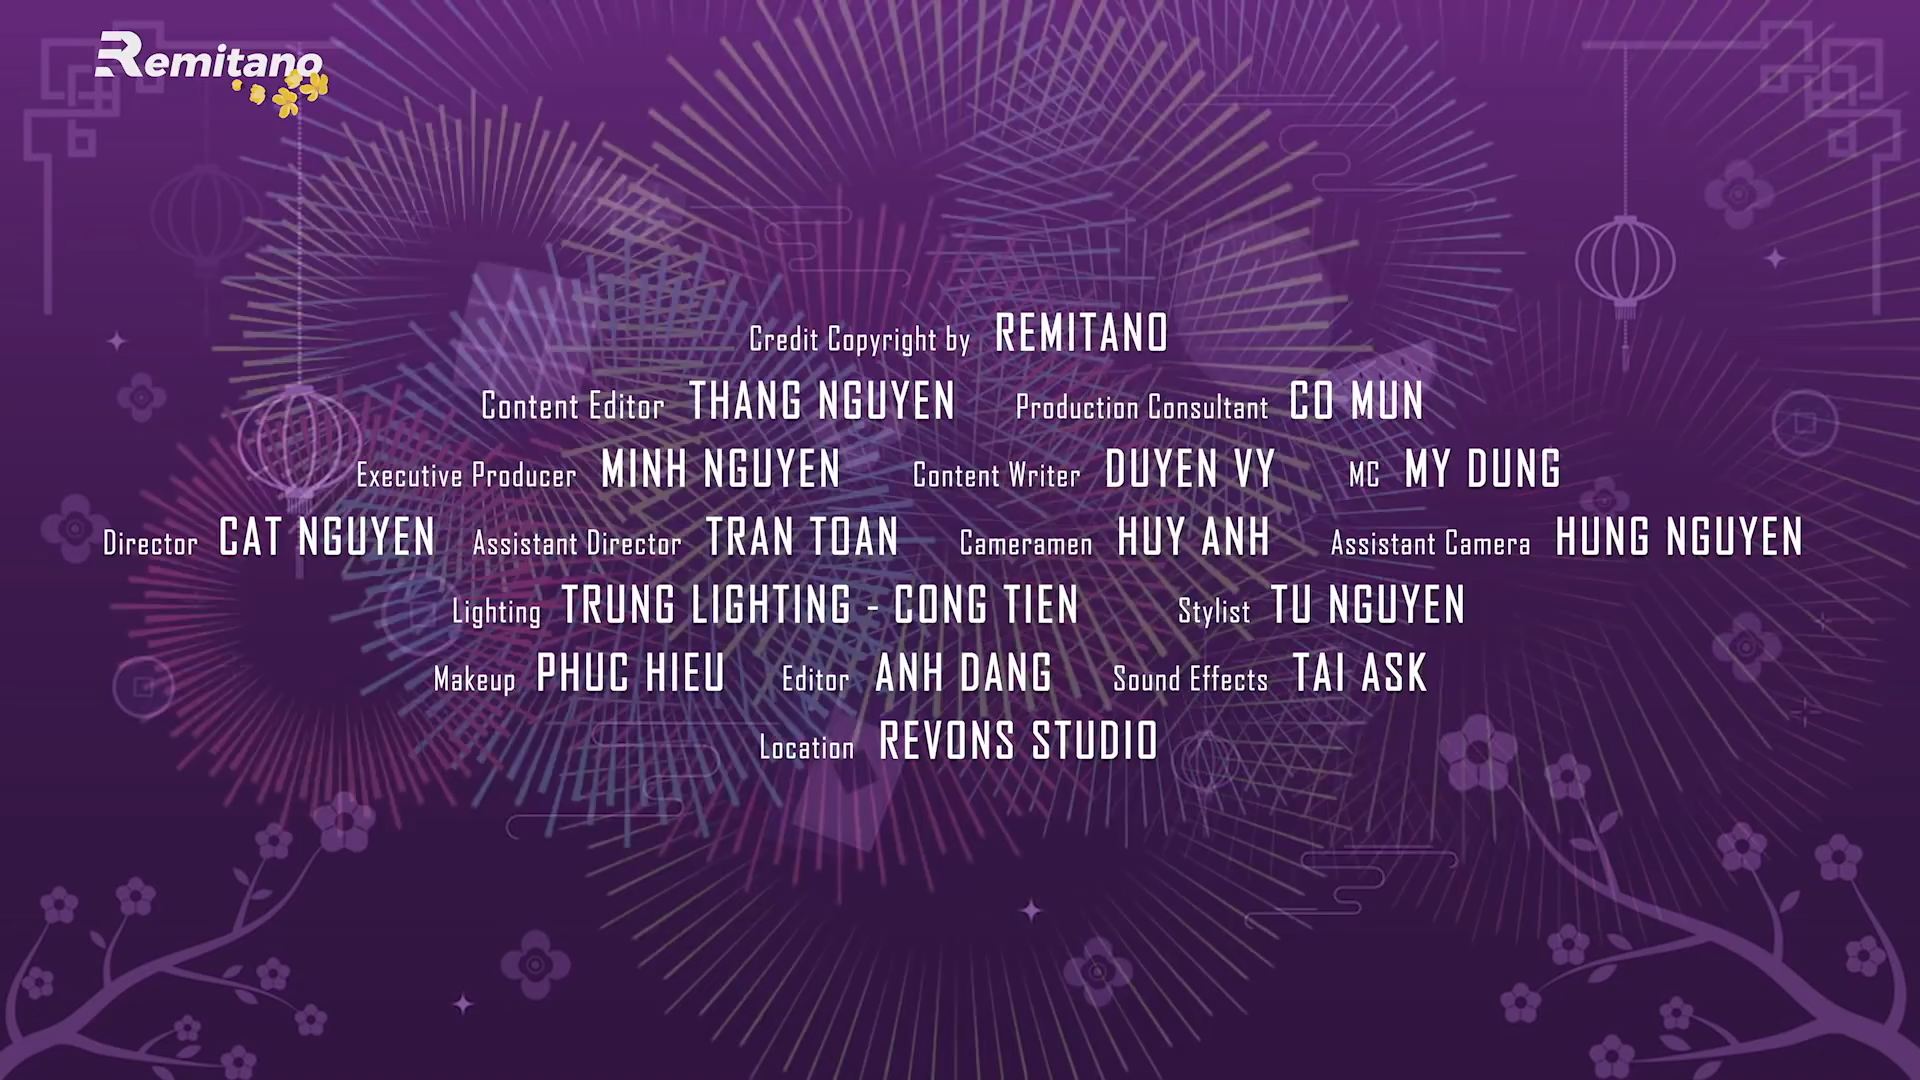 Remitano
Credit Copyright by REMITANO
Content Editor THANG NGUYEN Production Consultant CO MUN
Executive Producer MINH NGUYEN Content Writer DUYEN VY MC MY DUNG
Director CAT NGUYEN Assistant Director TRAN TOAN Cameramen HUY ANH Assistant Camera HUNG NGUYEN
Lighting TRUNG LIGHTING - CONG TIEN Stylist TU NGUYEN
Makeup PHUC HIEU Editor ANH DANG Sound Effects TAI ASK
Location REVONS STUDIO